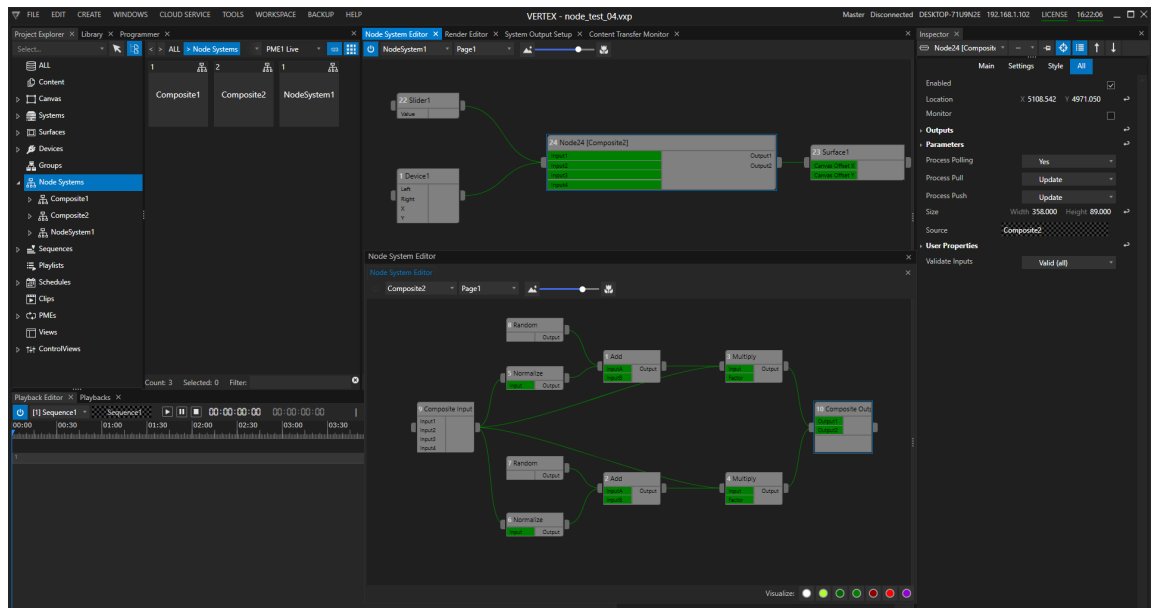 FILE EDIT CREATE WINDOWS CLOUD SERVICE TOOLS WORKSPACE BACKUP HELP
VERTEX - node_test_04.vxp
Master Disconnected DESKTOP-71U9N2E 192.168.1.102 LICENSE 16:22:06
Project Explorer Library Programmer
Select...
< > ALL > Node Systems PME1 Live
ALL
Content
Canvas
Systems
Surfaces
Devices
Groups
Node Systems
Composite1
Composite2
NodeSystem1
Sequences
Playlists
Schedules
Clips
PMEs
Views
ControlViews
1 2 1
Composite1 Composite2 NodeSystem1
Count: 3 Selected: 0 Filter:
Playback Editor Playbacks
[1] Sequence1 Sequence1 00:00:00:00 00:00:00:00
00:00 00:30 01:00 01:30 02:00 02:30 03:00 03:30
1
Node System Editor Render Editor System Output Setup Content Transfer Monitor
NodeSystem1 Page1
22 Slider1
Value
1 Device1
Left
Right
X
Y
24 Node24 [Composite2]
Input1 Output1
Input2 Output2
Input3
Input4
23 Surface1
Canvas Offset X
Canvas Offset Y
Node System Editor
Node System Editor
Composite2 Page1
8 Random
Output
5 Normalize
Input Output
1 Add
InputA Output
InputB
3 Multiply
Input Output
Factor
9 Composite Input
Input1
Input2
Input3
Input4
10 Composite Outp
Output1
Output2
7 Random
Output
2 Add
InputA Output
InputB
4 Multiply
Input Output
Factor
6 Normalize
Input Output
Visualize:
Inspector
Node24 [Composite
Main Settings Style All
Enabled
Location X 5108.542 Y 4971.050
Monitor
Outputs
Parameters
Process Polling Yes
Process Pull Update
Process Push Update
Size Width 358.000 Height 89.000
Source Composite2
User Properties
Validate Inputs Valid (all)